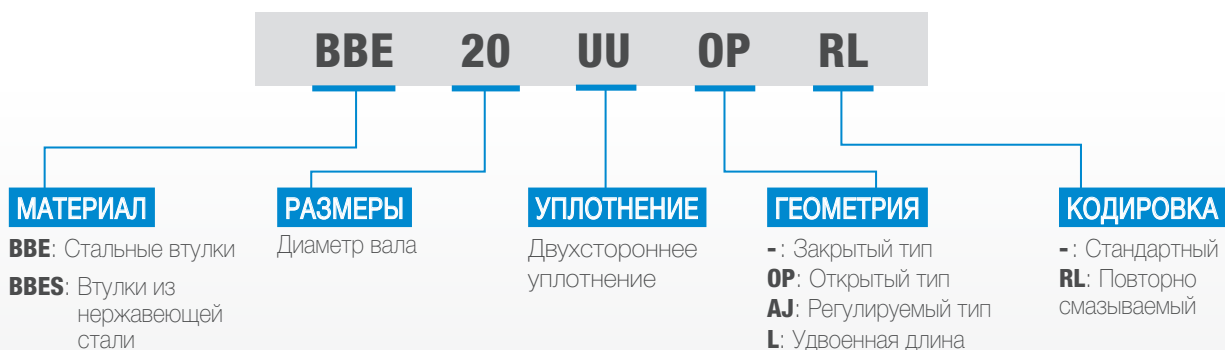 BBE 20 UU OP RL
МАТЕРИАЛ
BBE: Стальные втулки
BBES: Втулки из
нержавеющей
стали
РАЗМЕРЫ
Диаметр вала
УПЛОТНЕНИЕ
Двухстороннее
уплотнение
ГЕОМЕТРИЯ
- : Закрытый тип
OP: Открытый тип
AJ: Регулируемый тип
L: Удвоенная длина
КОДИРОВКА
- : Стандартный
RL: Повторно
смазываемый